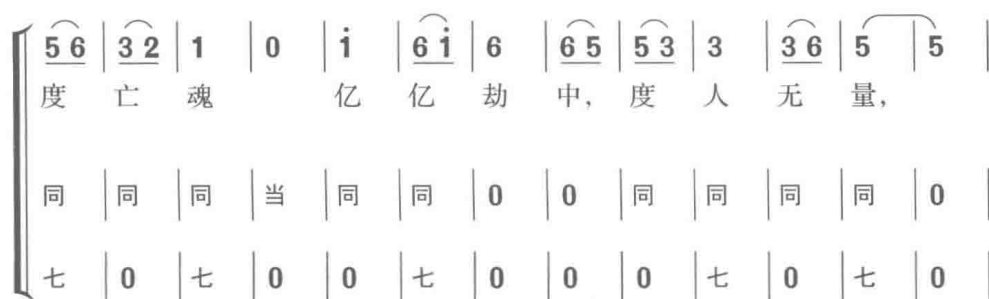 5 6 | 3 2 | 1 | 0 | i | 6 i | 6 | 6 5 | 5 3 | 3 | 3 6 | 5 | 5 |
度 亡 魂 亿 亿 劫 中, 度 人 无 量,
同 | 同 | 同 | 当 | 同 | 同 | 0 | 0 | 同 | 同 | 同 | 同 | 0 |
七 | 0 | 七 | 0 | 0 | 七 | 0 | 0 | 0 | 七 | 0 | 七 | 0 |